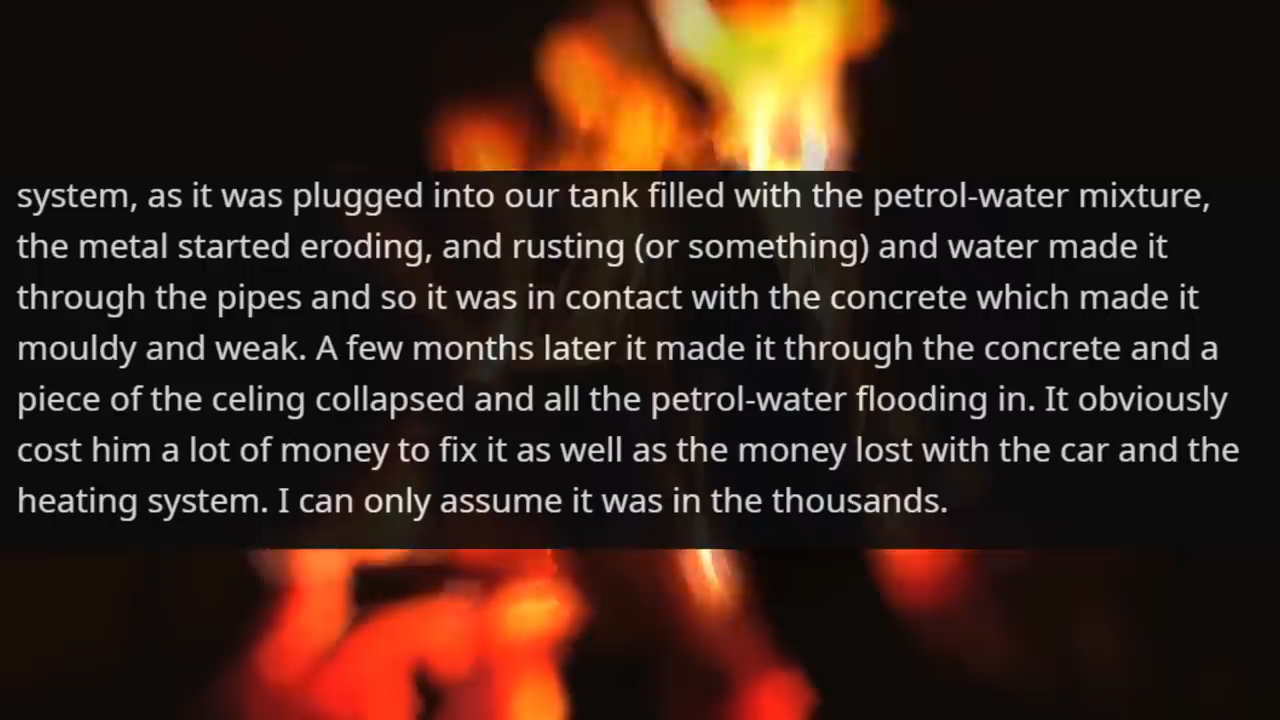 system, as it was plugged into our tank filled with the petrol-water mixture,
the metal started eroding, and rusting (or something) and water made it
through the pipes and so it was in contact with the concrete which made it
mouldy and weak. A few months later it made it through the concrete and a
piece of the celing collapsed and all the petrol-water flooding in. It obviously
cost him a lot of money to fix it as well as the money lost with the car and the
heating system. I can only assume it was in the thousands.